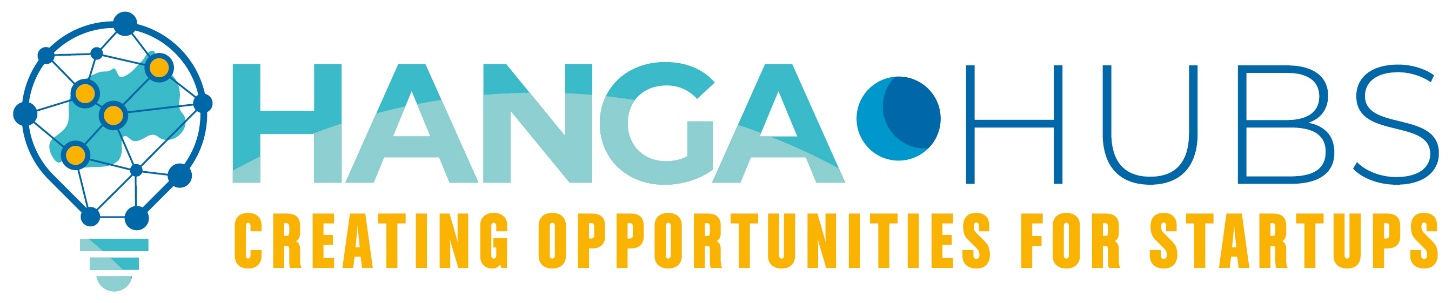 HANGA HUBS
CREATING OPPORTUNITIES FOR STARTUPS